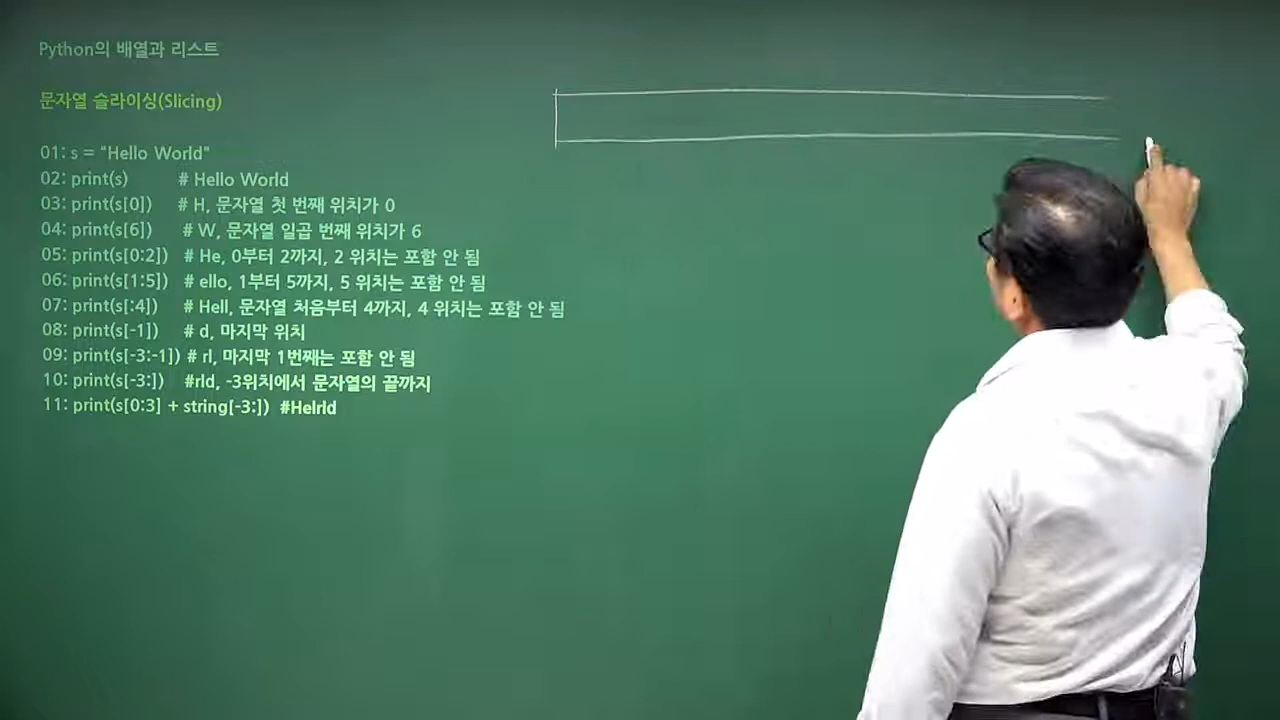 Python의 배열과 리스트
문자열 슬라이싱(Slicing)
01: s = "Hello World"
02: print(s) # Hello World
03: print(s[0]) # H, 문자열 첫 번째 위치가 0
04: print(s[6]) # W, 문자열 일곱 번째 위치가 6
05: print(s[0:2]) # He, 0부터 2까지, 2 위치는 포함 안 됨
06: print(s[1:5]) # ello, 1부터 5까지, 5 위치는 포함 안 됨
07: print(s[:4]) # Hell, 문자열 처음부터 4까지, 4 위치는 포함 안 됨
08: print(s[-1]) # d, 마지막 위치
09: print(s[-3:-1]) # rl, 마지막 1번째는 포함 안 됨
10: print(s[-3:]) #rld, -3위치에서 문자열의 끝까지
11: print(s[0:3] + string[-3:]) #Helrld